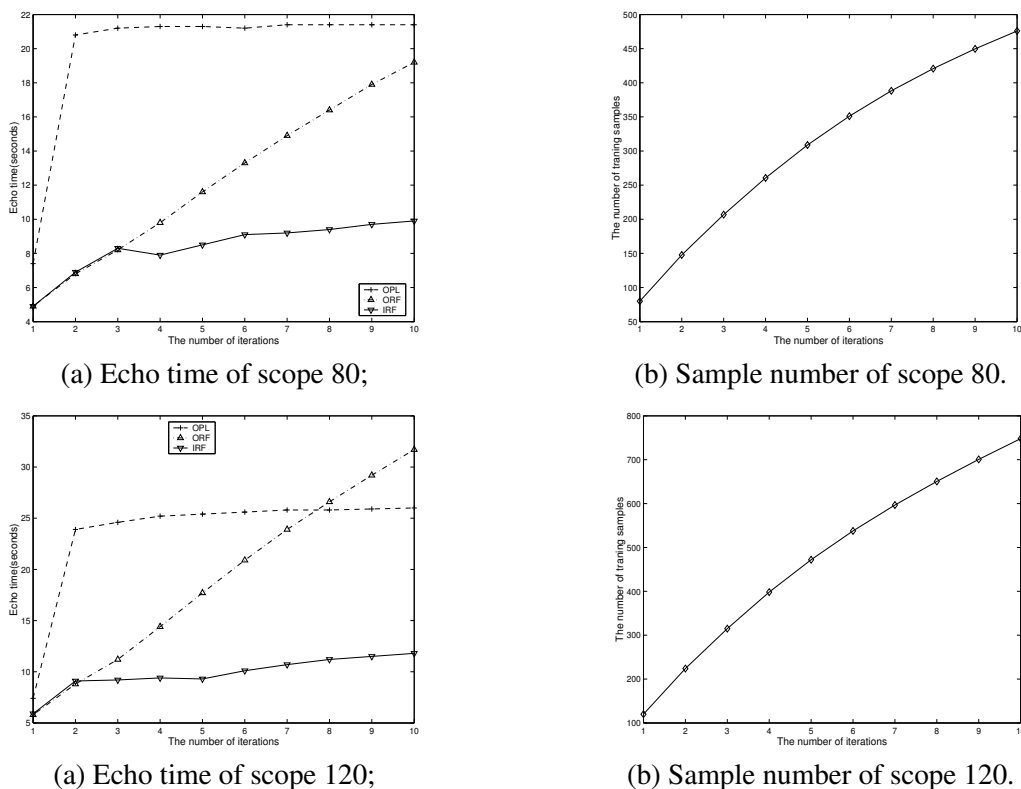 22
20
18
16
14
12
10
8
6
4
Echo time(seconds)
1 2 3 4 5 6 7 8 9 10
The number of iterations
OPL
ORF
IRF
(a) Echo time of scope 80;
500
450
400
350
300
250
200
150
100
50
The number of traning samples
1 2 3 4 5 6 7 8 9 10
The number of iterations
(b) Sample number of scope 80.
35
30
25
20
15
10
5
Echo time(seconds)
OPL
ORF
IRF
1 2 3 4 5 6 7 8 9 10
The number of iterations
(a) Echo time of scope 120;
800
700
600
500
400
300
200
100
The number of traning samples
1 2 3 4 5 6 7 8 9 10
The number of iterations
(b) Sample number of scope 120.